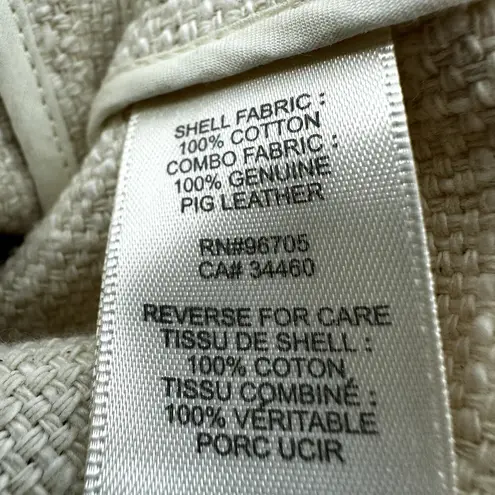 SHELL FABRIC :
100% COTTON
COMBO FABRIC :
100% GENUINE
PIG LEATHER
RN#96705
CA# 34460
REVERSE FOR CARE
TISSU DE SHELL :
100% COTON
TISSU COMBINÉ :
100% VÉRITABLE
PORC UCIR